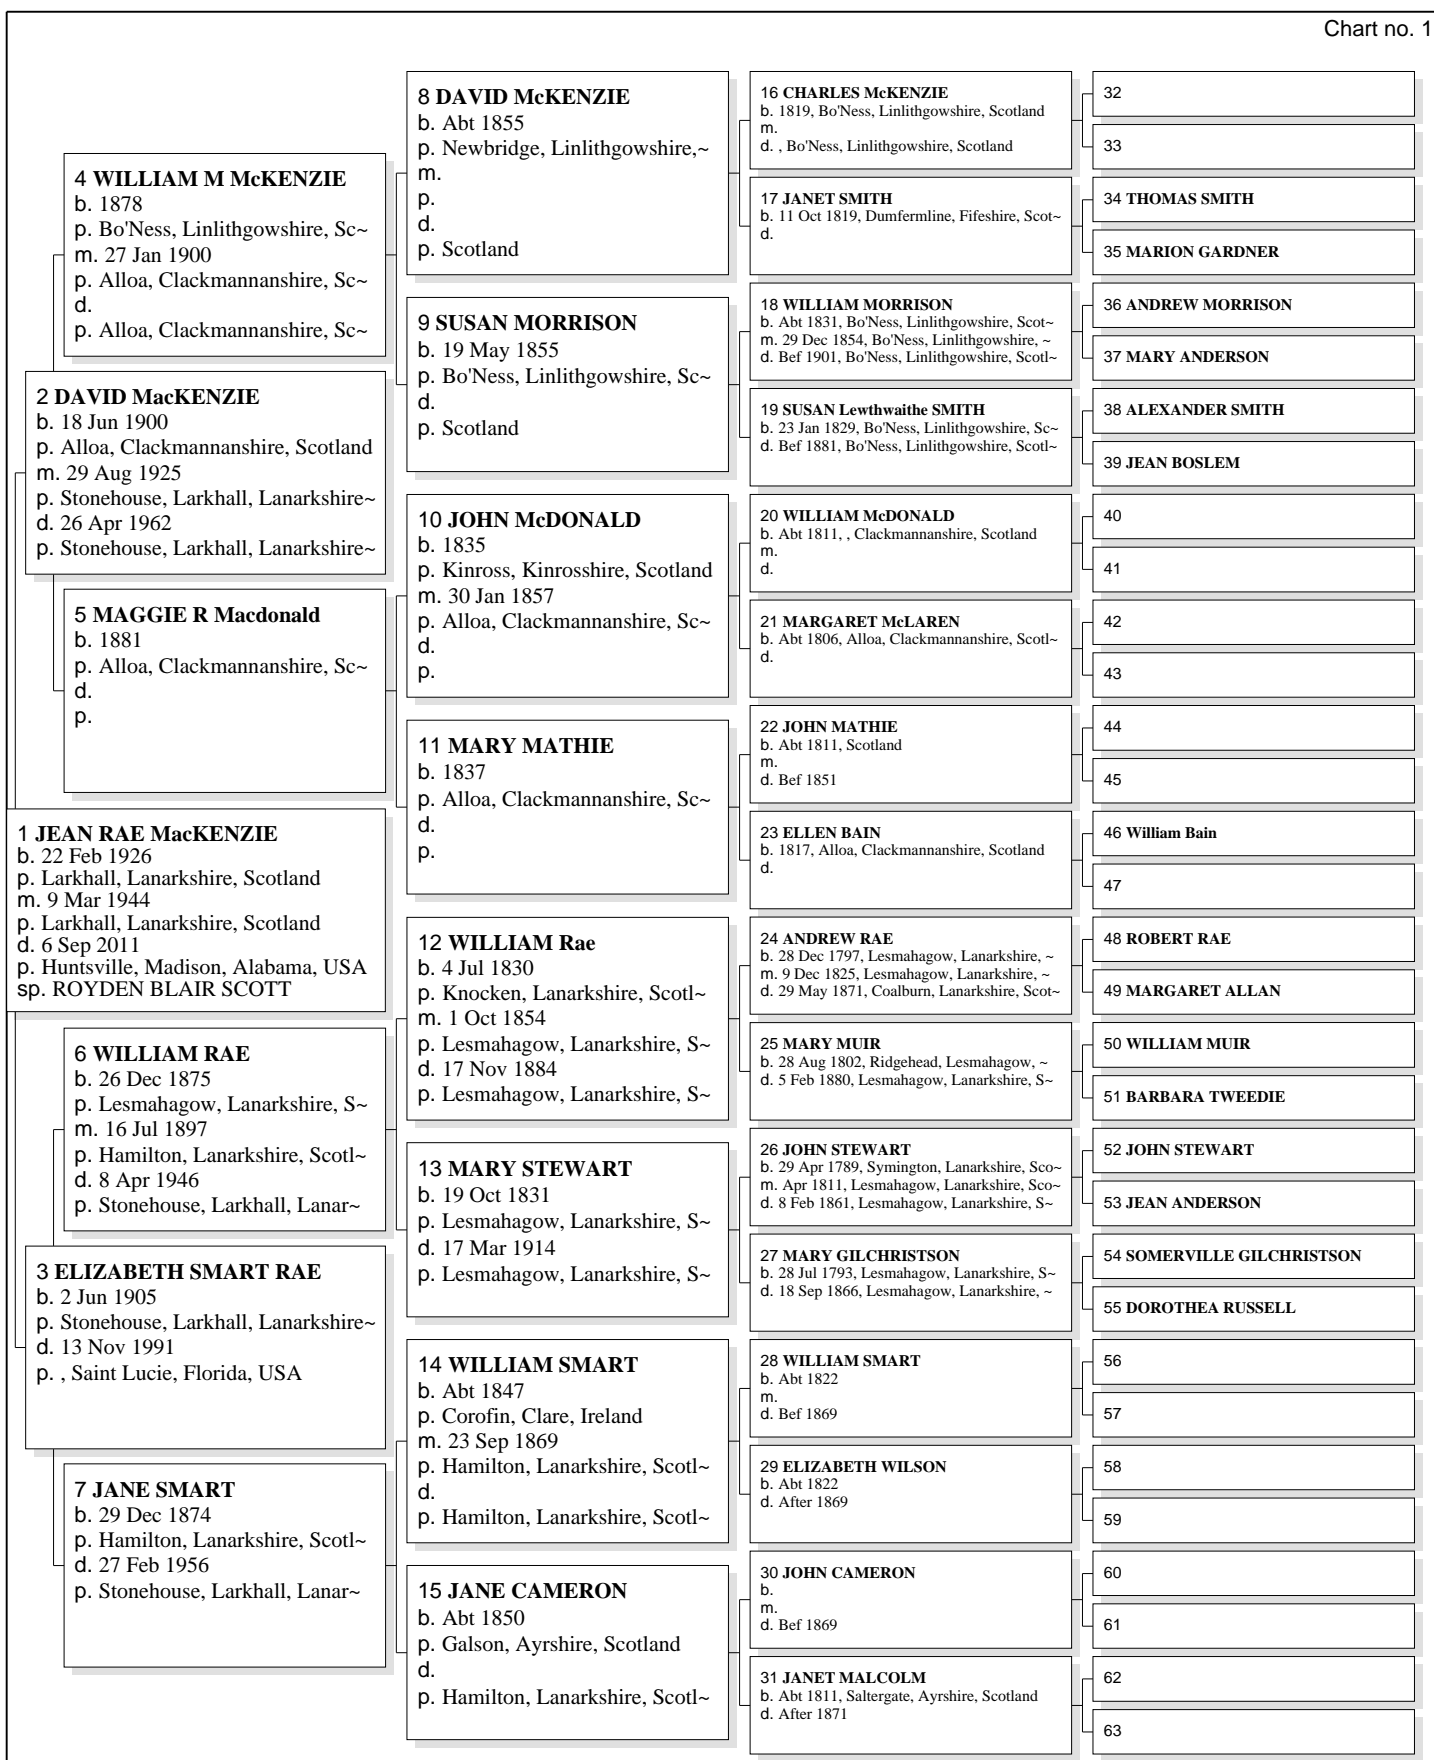 Chart no. 1
1 JEAN RAE MacKENZIE
b. 22 Feb 1926
p. Larkhall, Lanarkshire, Scotland
m. 9 Mar 1944
p. Larkhall, Lanarkshire, Scotland
d. 6 Sep 2011
p. Huntsville, Madison, Alabama, USA
sp. ROYDEN BLAIR SCOTT
2 DAVID MacKENZIE
b. 18 Jun 1900
p. Alloa, Clackmannanshire, Scotland
m. 29 Aug 1925
p. Stonehouse, Larkhall, Lanarkshire~
d. 26 Apr 1962
p. Stonehouse, Larkhall, Lanarkshire~
3 ELIZABETH SMART RAE
b. 2 Jun 1905
p. Stonehouse, Larkhall, Lanarkshire~
d. 13 Nov 1991
p. , Saint Lucie, Florida, USA
4 WILLIAM M McKENZIE
b. 1878
p. Bo'Ness, Linlithgowshire, Sc~
m. 27 Jan 1900
p. Alloa, Clackmannanshire, Sc~
d.
p. Alloa, Clackmannanshire, Sc~
5 MAGGIE R Macdonald
b. 1881
p. Alloa, Clackmannanshire, Sc~
d.
p.
6 WILLIAM RAE
b. 26 Dec 1875
p. Lesmahagow, Lanarkshire, S~
m. 16 Jul 1897
p. Hamilton, Lanarkshire, Scotl~
d. 8 Apr 1946
p. Stonehouse, Larkhall, Lanar~
7 JANE SMART
b. 29 Dec 1874
p. Hamilton, Lanarkshire, Scotl~
d. 27 Feb 1956
p. Stonehouse, Larkhall, Lanar~
8 DAVID McKENZIE
b. Abt 1855
p. Newbridge, Linlithgowshire,~
m.
p.
d.
p. Scotland
9 SUSAN MORRISON
b. 19 May 1855
p. Bo'Ness, Linlithgowshire, Sc~
d.
p. Scotland
10 JOHN McDONALD
b. 1835
p. Kinross, Kinrosshire, Scotland
m. 30 Jan 1857
p. Alloa, Clackmannanshire, Sc~
d.
p.
11 MARY MATHIE
b. 1837
p. Alloa, Clackmannanshire, Sc~
d.
p.
12 WILLIAM Rae
b. 4 Jul 1830
p. Knocken, Lanarkshire, Scotl~
m. 1 Oct 1854
p. Lesmahagow, Lanarkshire, S~
d. 17 Nov 1884
p. Lesmahagow, Lanarkshire, S~
13 MARY STEWART
b. 19 Oct 1831
p. Lesmahagow, Lanarkshire, S~
d. 17 Mar 1914
p. Lesmahagow, Lanarkshire, S~
14 WILLIAM SMART
b. Abt 1847
p. Corofin, Clare, Ireland
m. 23 Sep 1869
p. Hamilton, Lanarkshire, Scotl~
d.
p. Hamilton, Lanarkshire, Scotl~
15 JANE CAMERON
b. Abt 1850
p. Galson, Ayrshire, Scotland
d.
p. Hamilton, Lanarkshire, Scotl~
16 CHARLES McKENZIE
b. 1819, Bo'Ness, Linlithgowshire, Scotland
m.
d. , Bo'Ness, Linlithgowshire, Scotland
17 JANET SMITH
b. 11 Oct 1819, Dumfermline, Fifeshire, Scot~
d.
18 WILLIAM MORRISON
b. Abt 1831, Bo'Ness, Linlithgowshire, Scot~
m. 29 Dec 1854, Bo'Ness, Linlithgowshire, ~
d. Bef 1901, Bo'Ness, Linlithgowshire, Scotl~
19 SUSAN Lewthwaithe SMITH
b. 23 Jan 1829, Bo'Ness, Linlithgowshire, Sc~
d. Bef 1881, Bo'Ness, Linlithgowshire, Scotl~
20 WILLIAM McDONALD
b. Abt 1811, , Clackmannanshire, Scotland
m.
d.
21 MARGARET McLAREN
b. Abt 1806, Alloa, Clackmannanshire, Scotl~
d.
22 JOHN MATHIE
b. Abt 1811, Scotland
m.
d. Bef 1851
23 ELLEN BAIN
b. 1817, Alloa, Clackmannanshire, Scotland
d.
24 ANDREW RAE
b. 28 Dec 1797, Lesmahagow, Lanarkshire, ~
m. 9 Dec 1825, Lesmahagow, Lanarkshire, ~
d. 29 May 1871, Coalburn, Lanarkshire, Scot~
25 MARY MUIR
b. 28 Aug 1802, Ridgehead, Lesmahagow, ~
d. 5 Feb 1880, Lesmahagow, Lanarkshire, S~
26 JOHN STEWART
b. 29 Apr 1789, Symington, Lanarkshire, Sco~
m. Apr 1811, Lesmahagow, Lanarkshire, Sco~
d. 8 Feb 1861, Lesmahagow, Lanarkshire, S~
27 MARY GILCHRISTSON
b. 28 Jul 1793, Lesmahagow, Lanarkshire, S~
d. 18 Sep 1866, Lesmahagow, Lanarkshire, ~
28 WILLIAM SMART
b. Abt 1822
m.
d. Bef 1869
29 ELIZABETH WILSON
b. Abt 1822
d. After 1869
30 JOHN CAMERON
b.
m.
d. Bef 1869
31 JANET MALCOLM
b. Abt 1811, Saltergate, Ayrshire, Scotland
d. After 1871
32
33
34 THOMAS SMITH
35 MARION GARDNER
36 ANDREW MORRISON
37 MARY ANDERSON
38 ALEXANDER SMITH
39 JEAN BOSLEM
40
41
42
43
44
45
46 William Bain
47
48 ROBERT RAE
49 MARGARET ALLAN
50 WILLIAM MUIR
51 BARBARA TWEEDIE
52 JOHN STEWART
53 JEAN ANDERSON
54 SOMERVILLE GILCHRISTSON
55 DOROTHEA RUSSELL
56
57
58
59
60
61
62
63